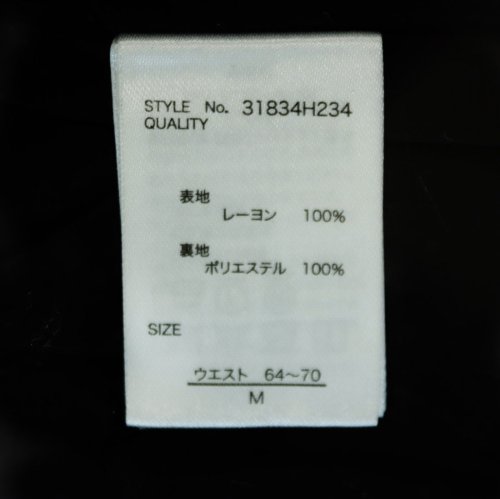 STYLE No. 31834H234
QUALITY
表地
レーヨン 100%
裏地
ポリエステル 100%
SIZE
ウエスト 64～70
M